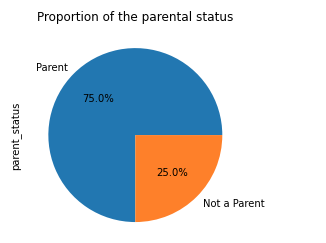 Proportion of the parental status
Parent
75.0%
parent_status
25.0%
Not a Parent